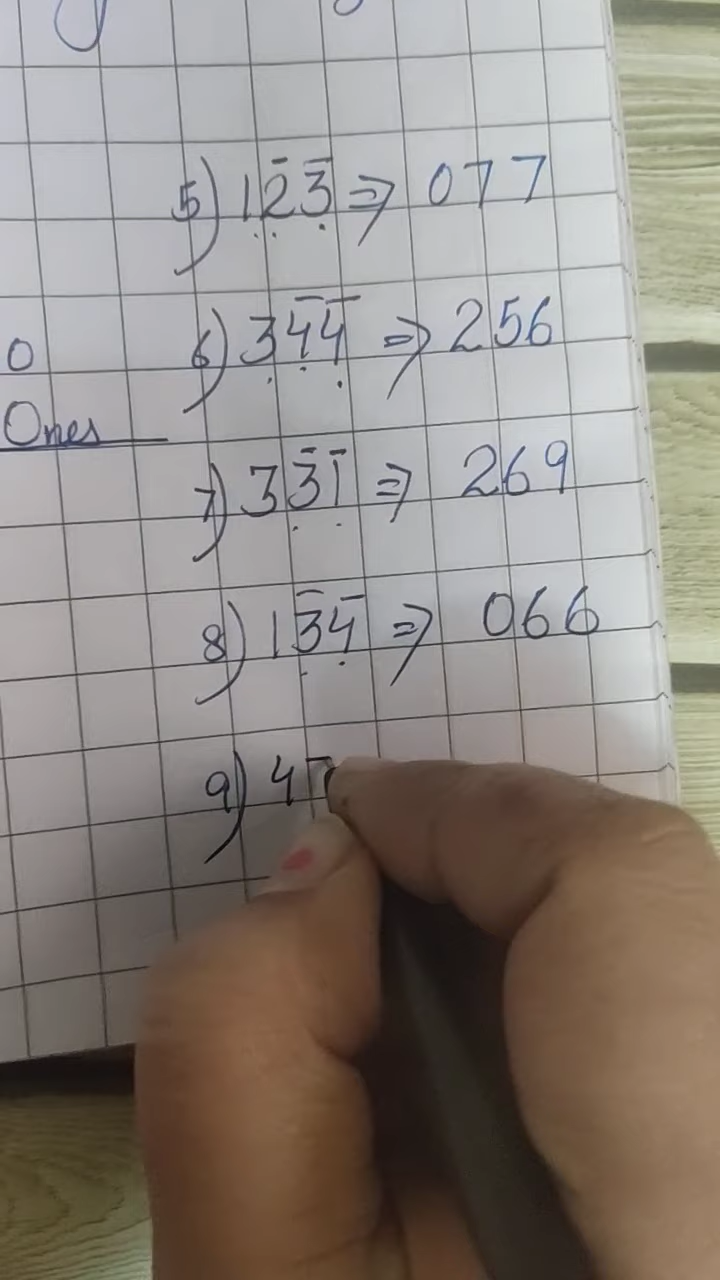 5) 12̅3̅ ⇒ 077
6) 34̅4̅ ⇒ 256
0
Ones
7) 33̅1̅ ⇒ 269
8) 13̅4̅ ⇒ 066
9) 4